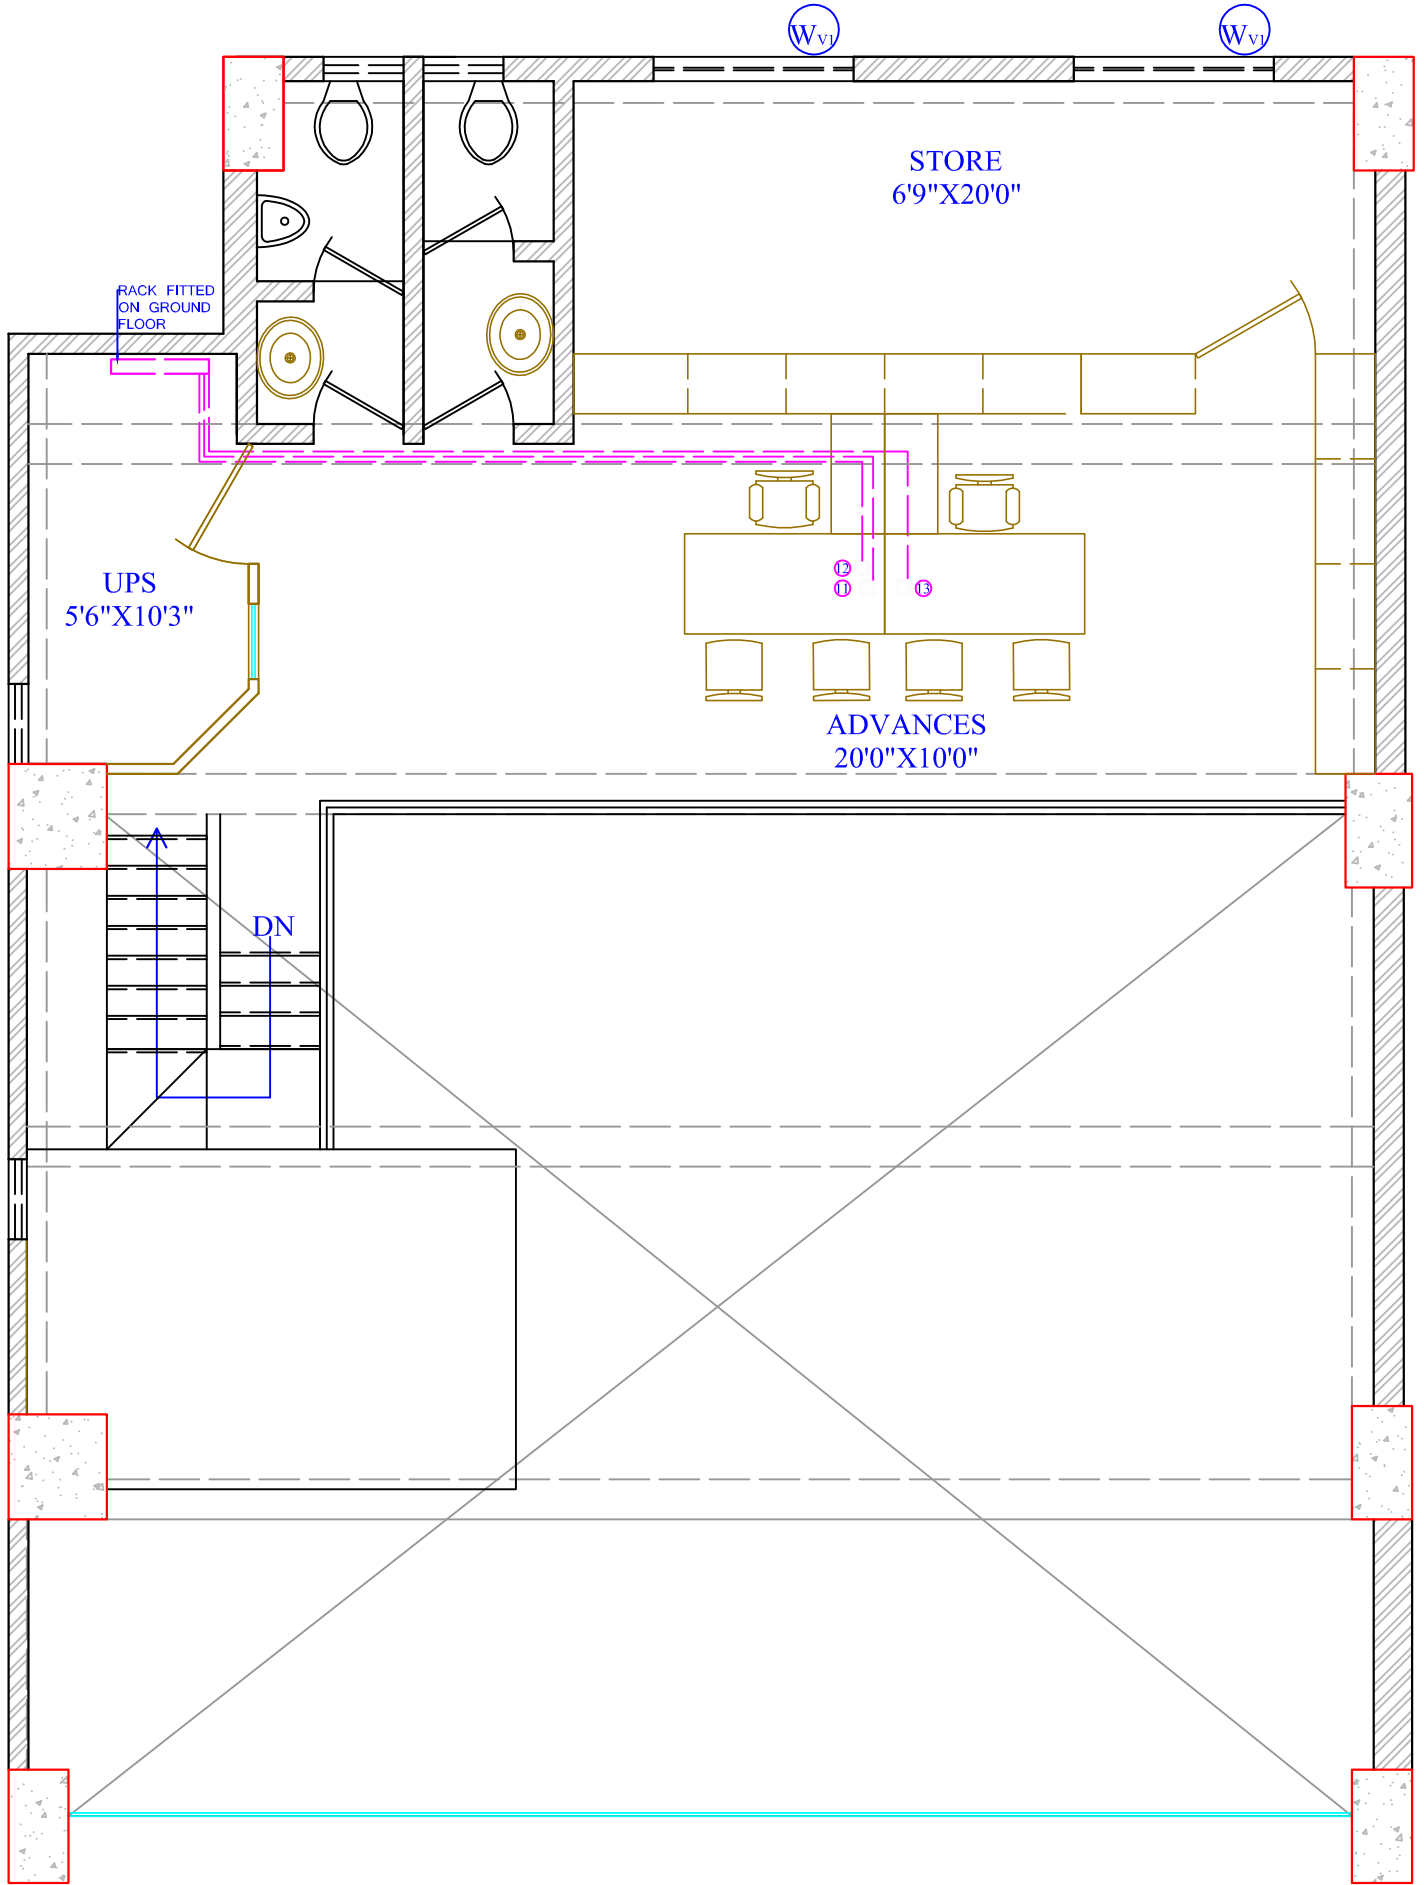 WV1
WV1
STORE
6'9"X20'0"
RACK FITTED
ON GROUND
FLOOR
UPS
5'6"X10'3"
12
11
13
ADVANCES
20'0"X10'0"
DN